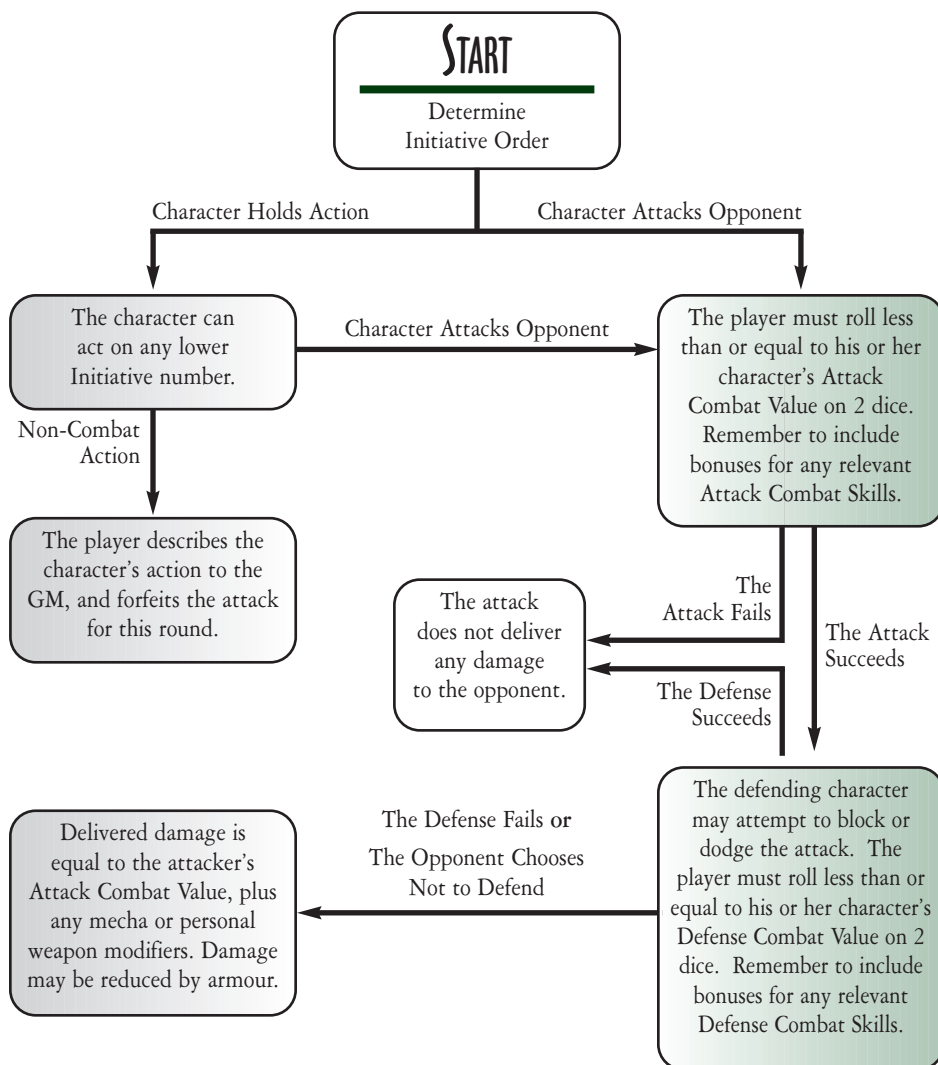 START
Determine
Initiative Order
Character Holds Action
Character Attacks Opponent
The character can
act on any lower
Initiative number.
Character Attacks Opponent
The player must roll less
than or equal to his or her
character's Attack
Combat Value on 2 dice.
Remember to include
bonuses for any relevant
Attack Combat Skills.
Non-Combat
Action
The player describes the
character's action to the
GM, and forfeits the attack
for this round.
The
Attack Fails
The attack
does not deliver
any damage
to the opponent.
The Attack
Succeeds
The Defense
Succeeds
The defending character
may attempt to block or
dodge the attack. The
player must roll less than or
equal to his or her character's
Defense Combat Value on 2
dice. Remember to include
bonuses for any relevant
Defense Combat Skills.
The Defense Fails or
The Opponent Chooses
Not to Defend
Delivered damage is
equal to the attacker's
Attack Combat Value, plus
any mecha or personal
weapon modifiers. Damage
may be reduced by armour.